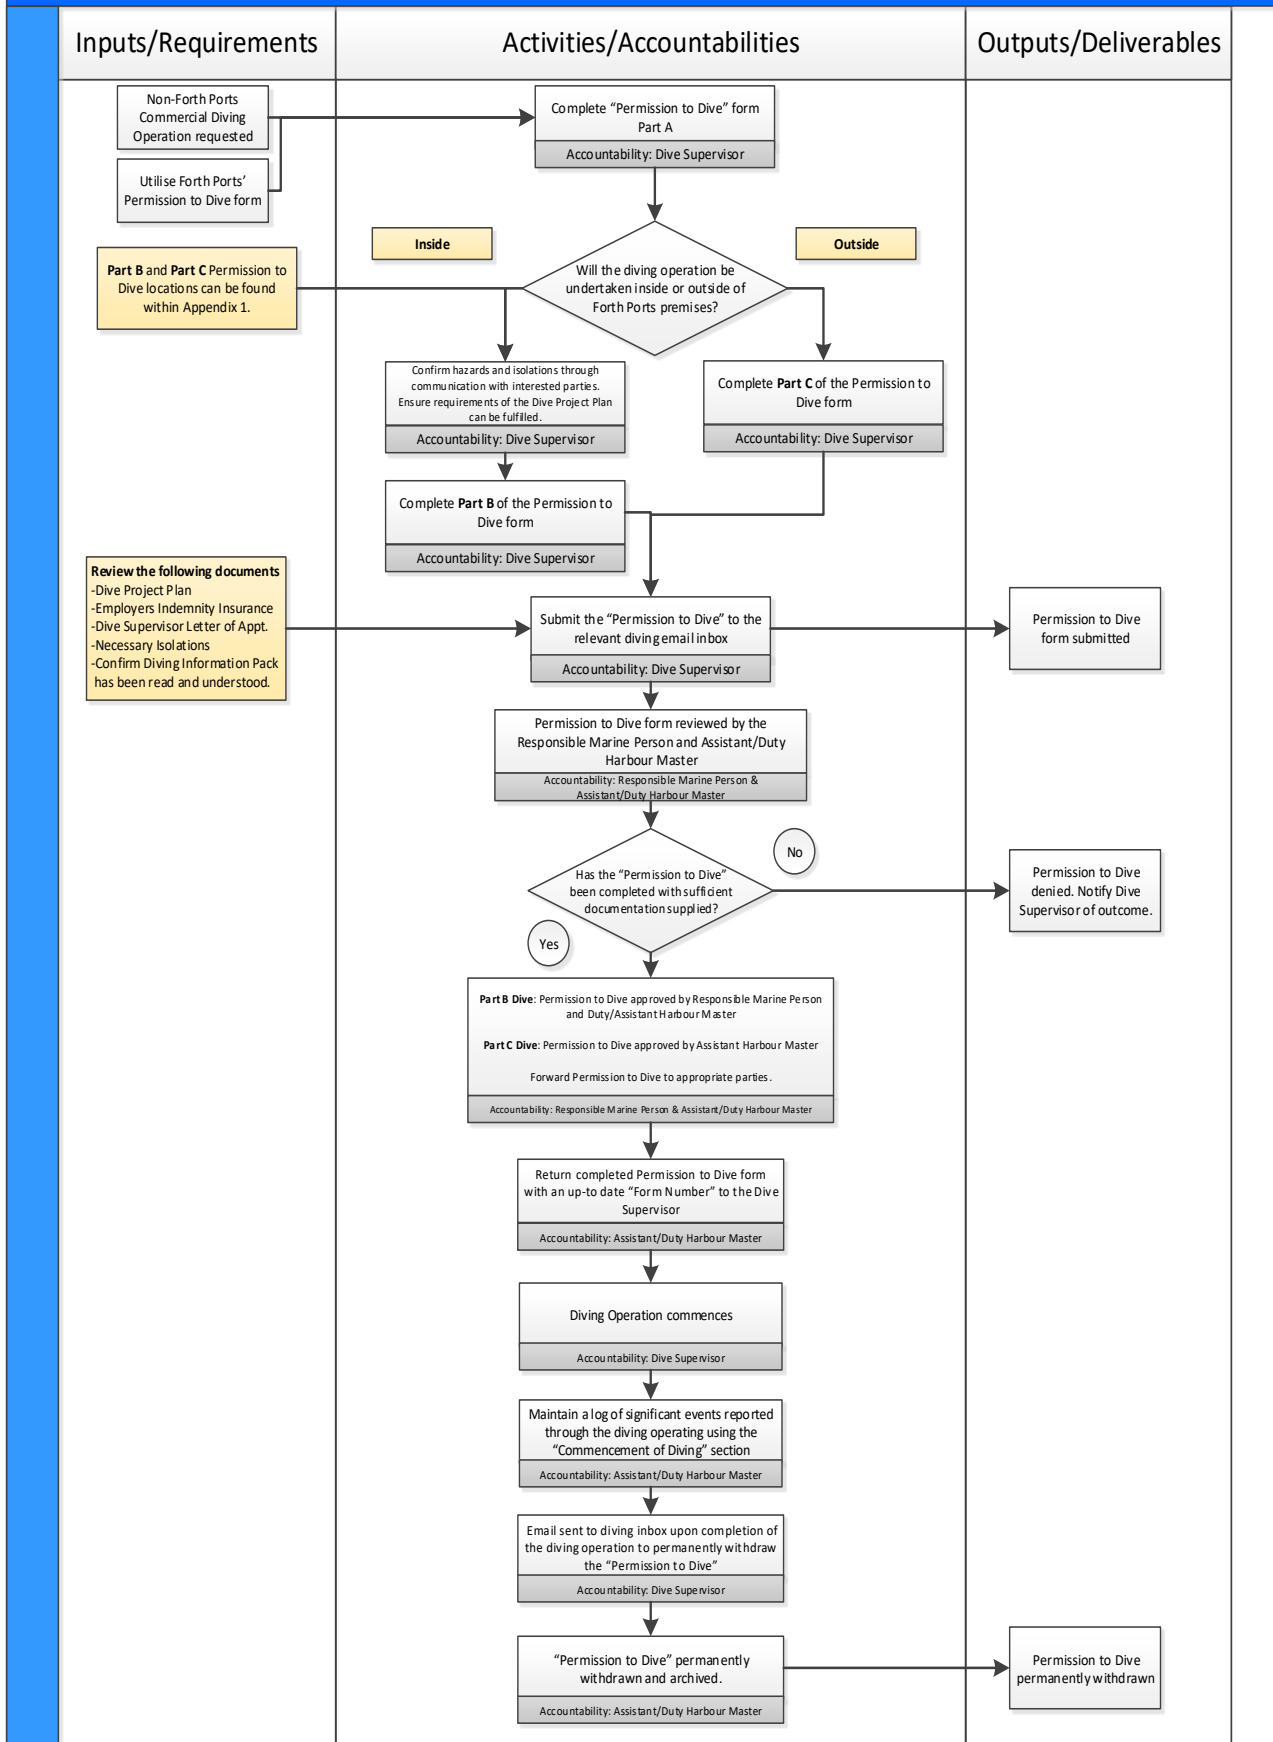 Inputs/Requirements
Activities/Accountabilities
Outputs/Deliverables
Non-Forth Ports
Commercial Diving
Operation requested
Utilise Forth Ports’
Permission to Dive form
Complete “Permission to Dive” form
Part A
Accountability: Dive Supervisor
Inside
Outside
Part B and Part C Permission to
Dive locations can be found
within Appendix 1.
Will the diving operation be
undertaken inside or outside of
Forth Ports premises?
Confirm hazards and isolations through
communication with interested parties.
Ensure requirements of the Dive Project Plan
can be fulfilled.
Accountability: Dive Supervisor
Complete Part C of the Permission to
Dive form
Accountability: Dive Supervisor
Complete Part B of the Permission to
Dive form
Accountability: Dive Supervisor
Review the following documents
-Dive Project Plan
-Employers Indemnity Insurance
-Dive Supervisor Letter of Appt.
-Necessary Isolations
-Confirm Diving Information Pack
has been read and understood.
Submit the “Permission to Dive” to the
relevant diving email inbox
Accountability: Dive Supervisor
Permission to Dive
form submitted
Permission to Dive form reviewed by the
Responsible Marine Person and Assistant/Duty
Harbour Master
Accountability: Responsible Marine Person &
Assistant/Duty Harbour Master
No
Has the “Permission to Dive”
been completed with sufficient
documentation supplied?
Permission to Dive
denied. Notify Dive
Supervisor of outcome.
Yes
Part B Dive: Permission to Dive approved by Responsible Marine Person
and Duty/Assistant Harbour Master
Part C Dive: Permission to Dive approved by Assistant Harbour Master
Forward Permission to Dive to appropriate parties.
Accountability: Responsible Marine Person & Assistant/Duty Harbour Master
Return completed Permission to Dive form
with an up-to date “Form Number” to the Dive
Supervisor
Accountability: Assistant/Duty Harbour Master
Diving Operation commences
Accountability: Dive Supervisor
Maintain a log of significant events reported
through the diving operating using the
“Commencement of Diving” section
Accountability: Assistant/Duty Harbour Master
Email sent to diving inbox upon completion of
the diving operation to permanently withdraw
the “Permission to Dive”
Accountability: Dive Supervisor
“Permission to Dive” permanently
withdrawn and archived.
Accountability: Assistant/Duty Harbour Master
Permission to Dive
permanently withdrawn